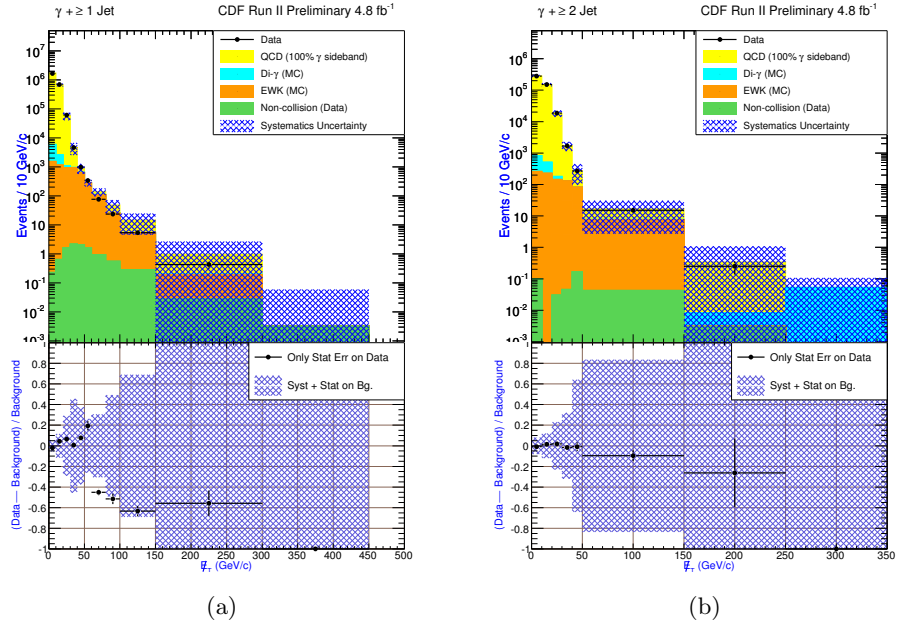 γ + ≥ 1 Jet
CDF Run II Preliminary 4.8 fb⁻¹
Events / 10 GeV/c
10⁷
10⁶
10⁵
10⁴
10³
10²
10
1
10⁻¹
10⁻²
10⁻³
Data
QCD (100% γ sideband)
Di-γ (MC)
EWK (MC)
Non-collision (Data)
Systematics Uncertainty
(Data — Background) / Background
0.8
0.6
0.4
0.2
0
-0.2
-0.4
-0.6
-0.8
-1
Only Stat Err on Data
Syst + Stat on Bg.
0 50 100 150 200 250 300 350 400 450 500
E̸_T (GeV/c)
(a)
γ + ≥ 2 Jet
CDF Run II Preliminary 4.8 fb⁻¹
Events / 10 GeV/c
10⁶
10⁵
10⁴
10³
10²
10
1
10⁻¹
10⁻²
10⁻³
Data
QCD (100% γ sideband)
Di-γ (MC)
EWK (MC)
Non-collision (Data)
Systematics Uncertainty
(Data — Background) / Background
0.8
0.6
0.4
0.2
0
-0.2
-0.4
-0.6
-0.8
-1
Only Stat Err on Data
Syst + Stat on Bg.
0 50 100 150 200 250 300 350
E̸_T (GeV/c)
(b)